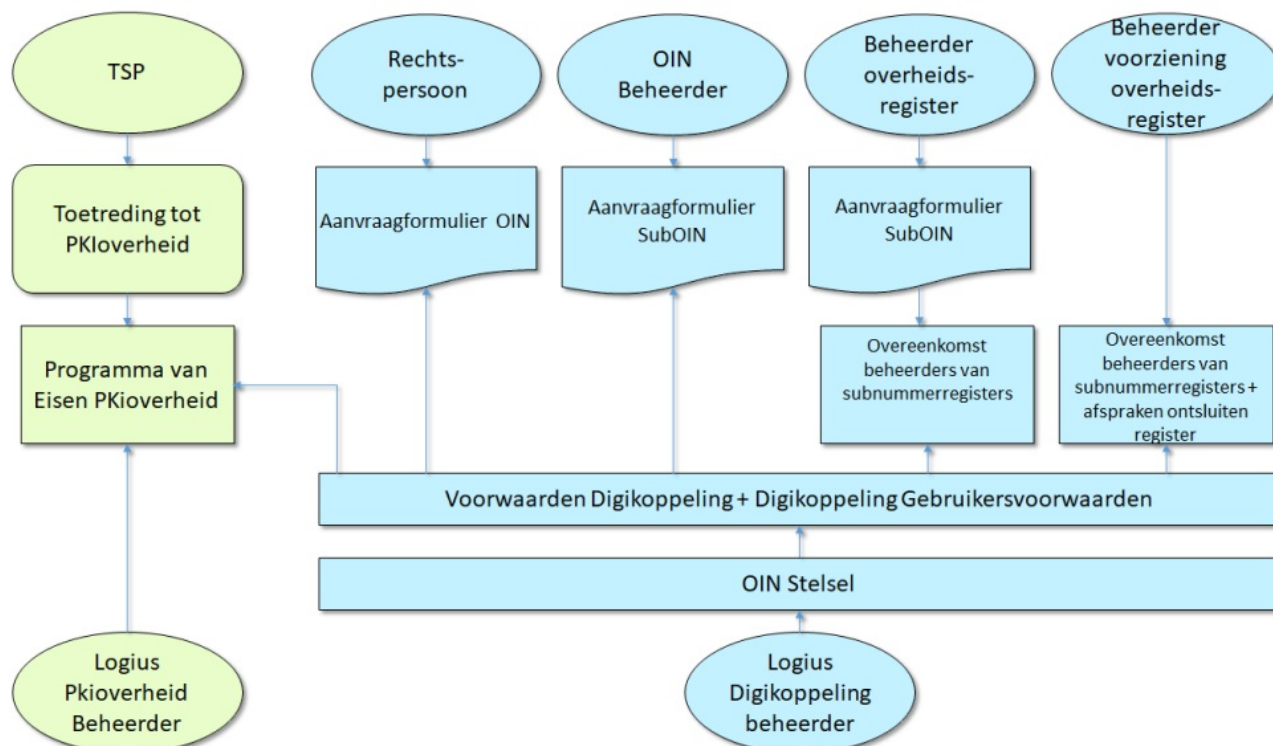 TSP
Rechts-
persoon
OIN
Beheerder
Beheerder
overheids-
register
Beheerder
voorziening
overheids-
register
Toetreding tot
PKIoverheid
Aanvraagformulier OIN
Aanvraagformulier
SubOIN
Aanvraagformulier
SubOIN
Programma van
Eisen PKioverheid
Overeenkomst
beheerders van
subnummerregisters
Overeenkomst
beheerders van
subnummerregisters +
afspraken ontsluiten
register
Voorwaarden Digikoppeling + Digikoppeling Gebruikersvoorwaarden
OIN Stelsel
Logius
Pkioverheid
Beheerder
Logius
Digikoppeling
beheerder